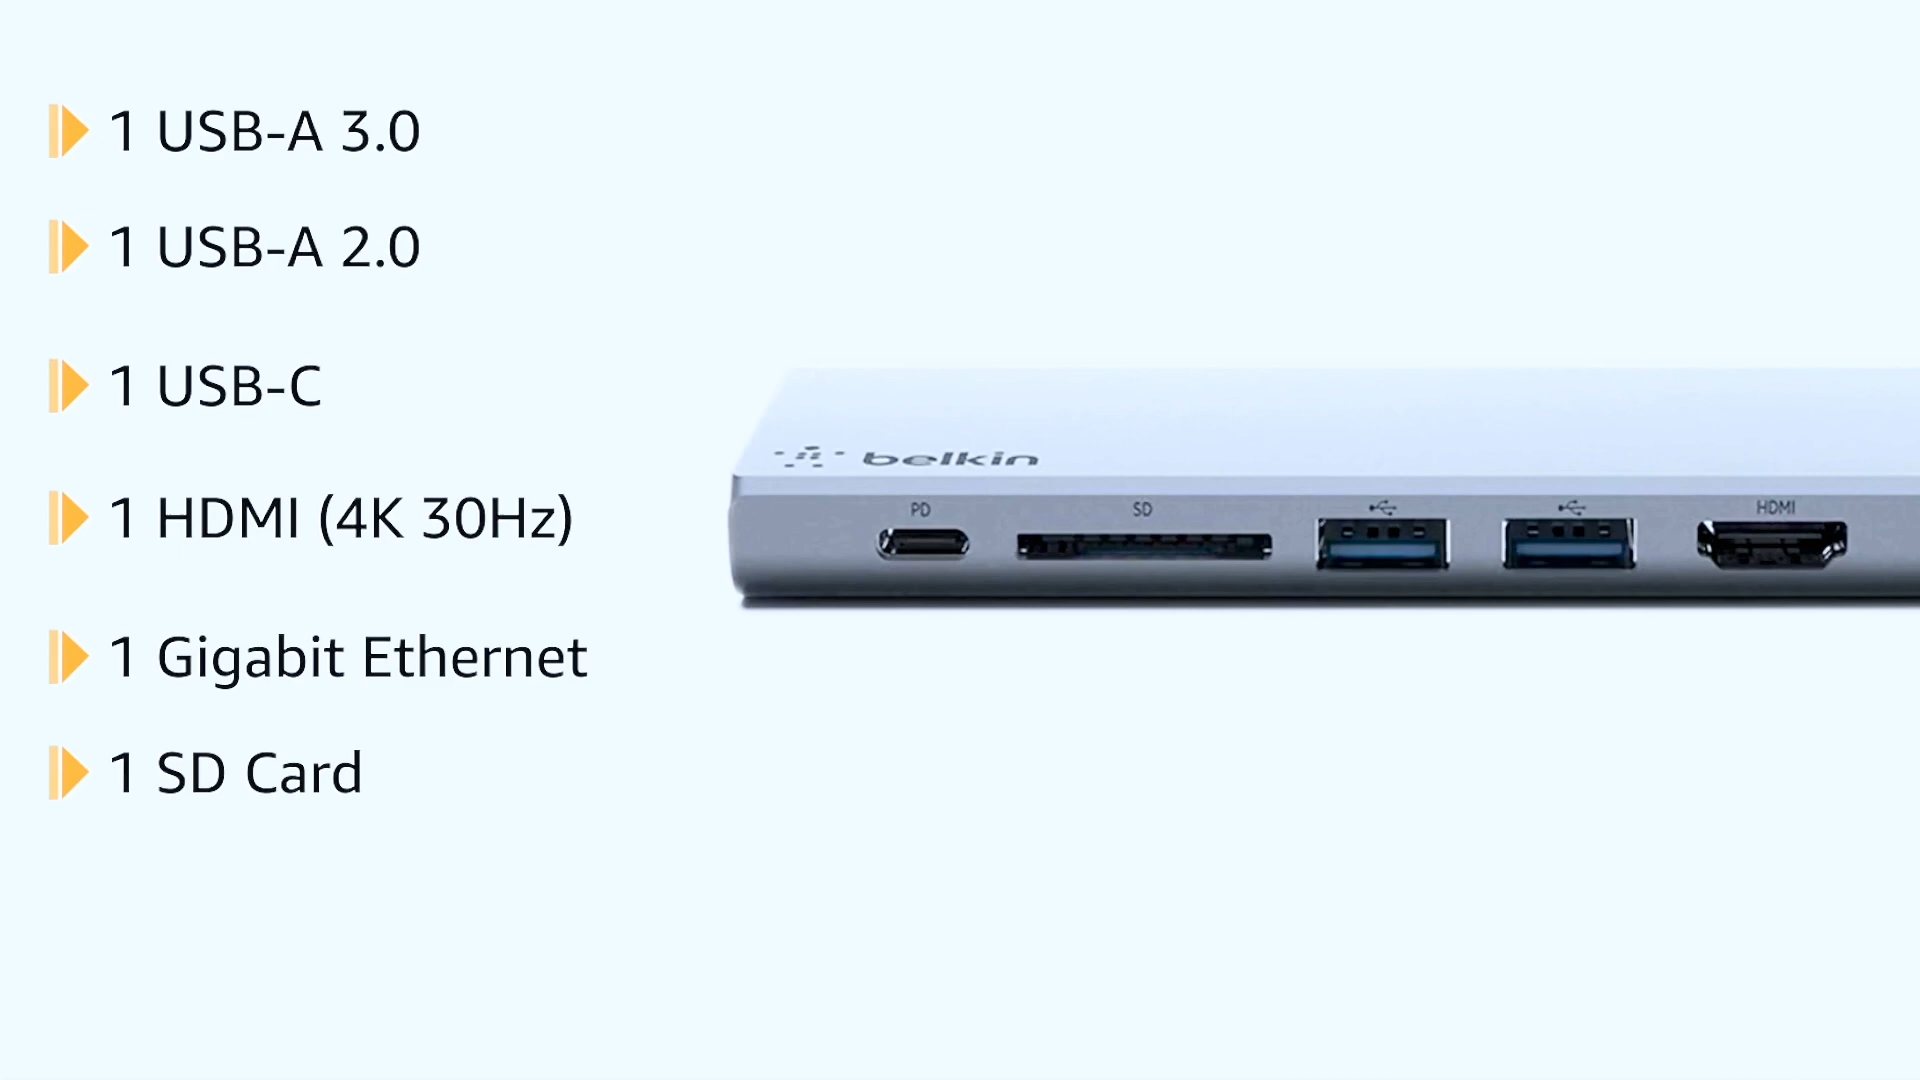 1 USB-A 3.0
1 USB-A 2.0
1 USB-C
1 HDMI (4K 30Hz)
1 Gigabit Ethernet
1 SD Card
belkin
PD
SD
HDMI